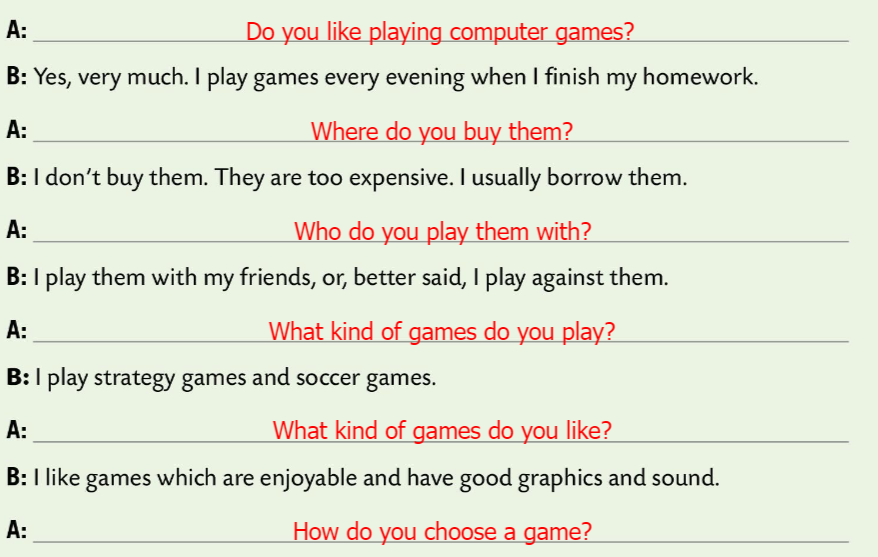 A: Do you like playing computer games?
B: Yes, very much. I play games every evening when I finish my homework.
A: Where do you buy them?
B: I don't buy them. They are too expensive. I usually borrow them.
A: Who do you play them with?
B: I play them with my friends, or, better said, I play against them.
A: What kind of games do you play?
B: I play strategy games and soccer games.
A: What kind of games do you like?
B: I like games which are enjoyable and have good graphics and sound.
A: How do you choose a game?